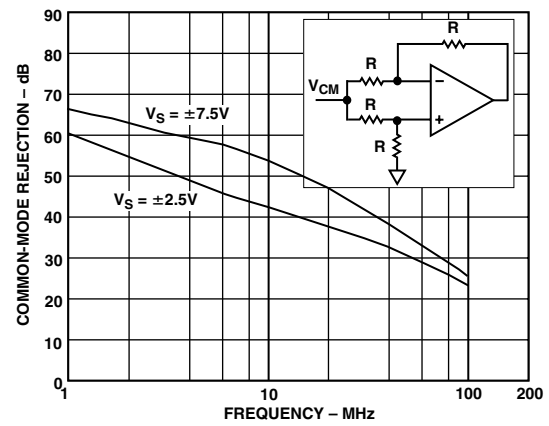 COMMON-MODE REJECTION – dB
90
80
70
60
50
40
30
20
10
0
R
R
V_CM
R
R
–
+
V_S = ±7.5V
V_S = ±2.5V
1
10
100
200
FREQUENCY – MHz